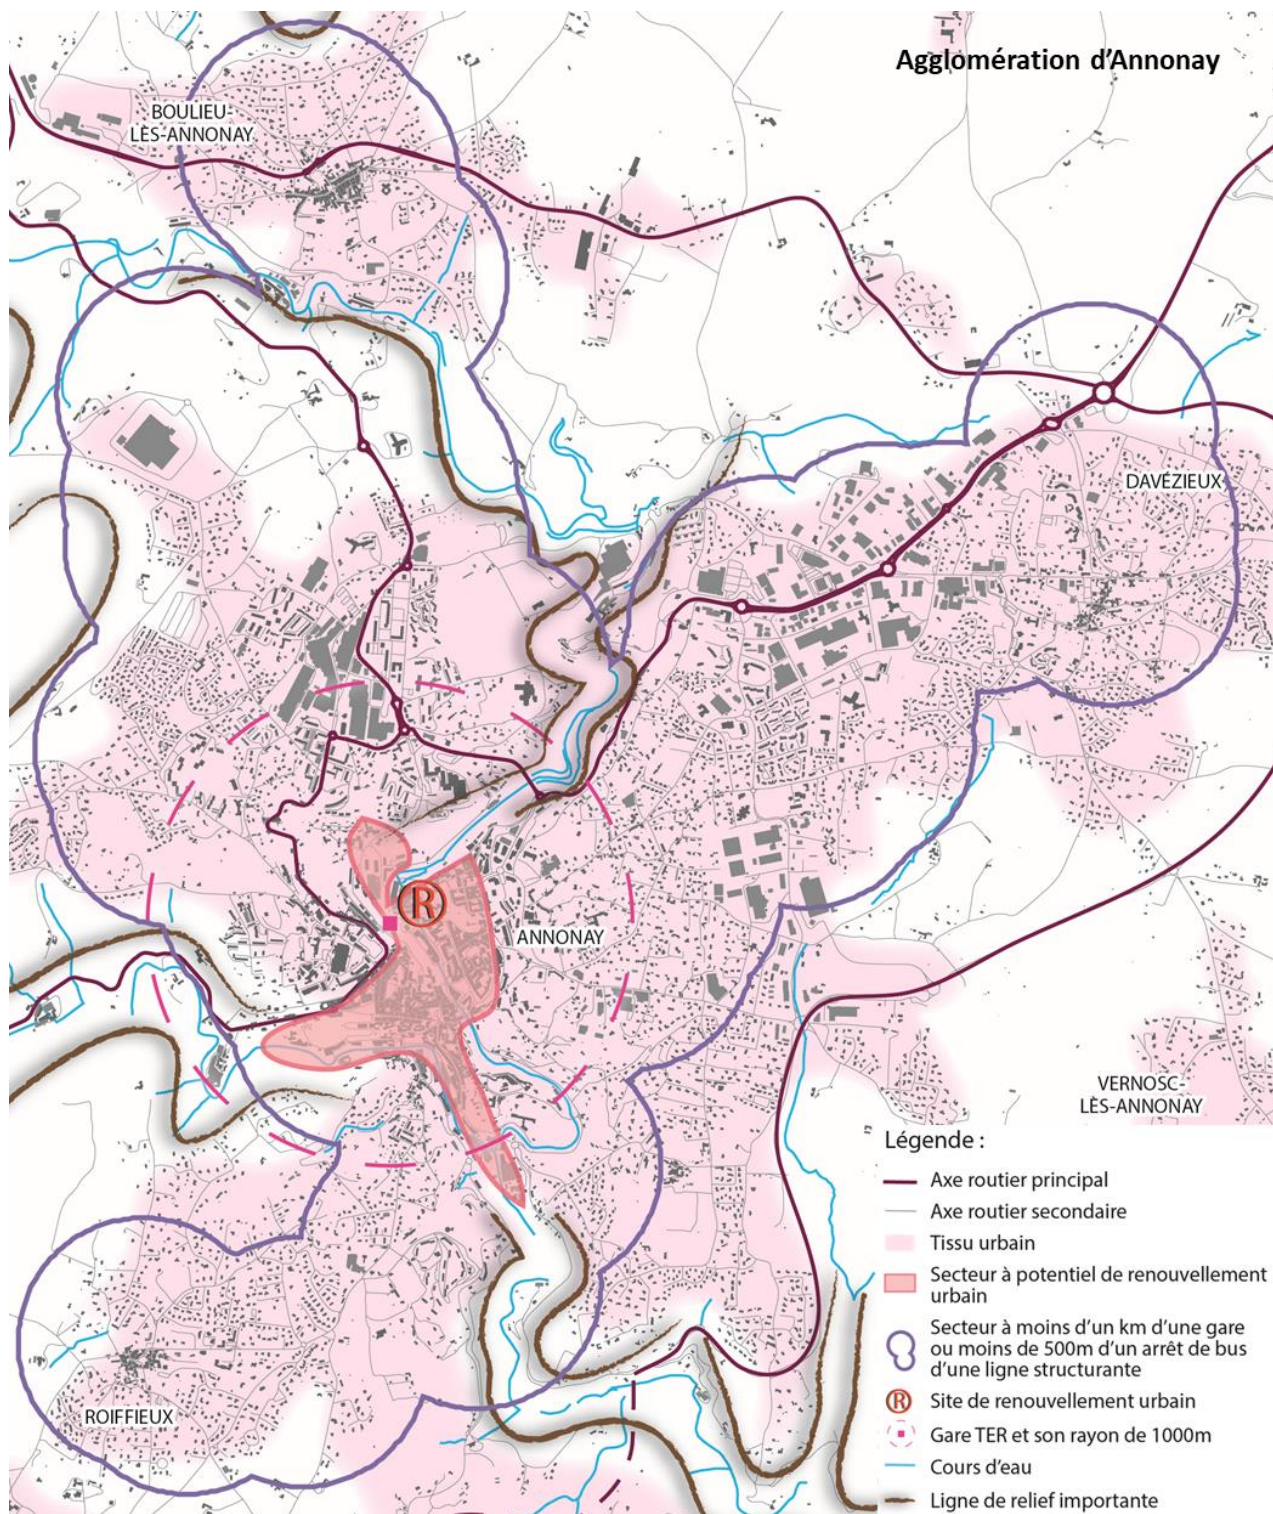 Agglomération d'Annonay
BOULIEU-
LÈS-ANNONAY
DAVÉZIEUX
R
ANNONAY
VERNOSC-
LÈS-ANNONAY
ROIFFIEUX
Légende :
Axe routier principal
Axe routier secondaire
Tissu urbain
Secteur à potentiel de renouvellement
urbain
Secteur à moins d'un km d'une gare
ou moins de 500m d'un arrêt de bus
d'une ligne structurante
R Site de renouvellement urbain
Gare TER et son rayon de 1000m
Cours d'eau
Ligne de relief importante